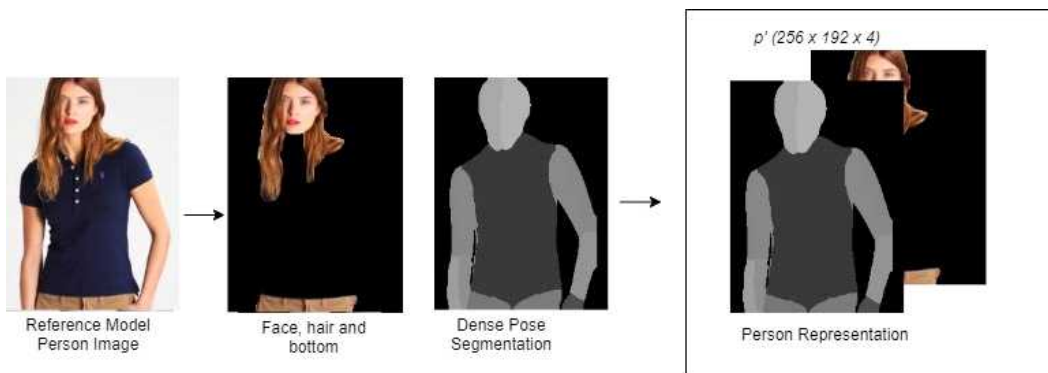 p' (256 x 192 x 4)
Reference Model
Person Image
Face, hair and
bottom
Dense Pose
Segmentation
Person Representation